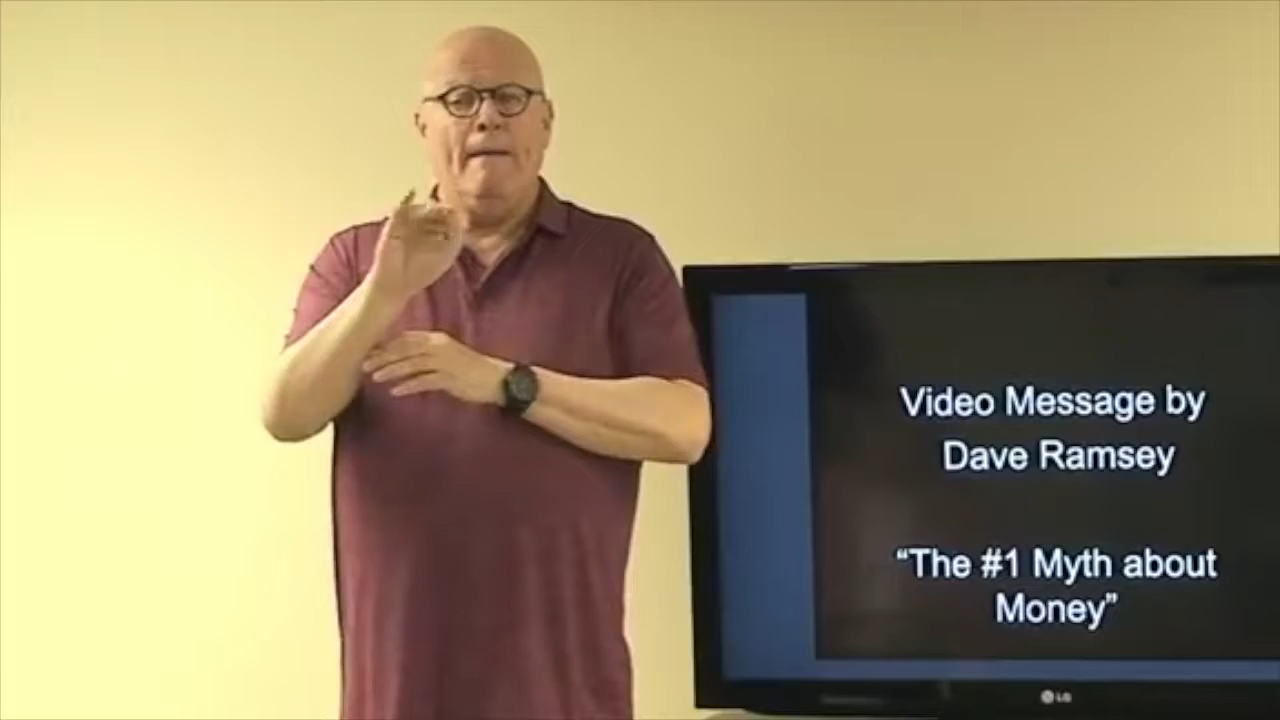 Video Message by
Dave Ramsey
“The #1 Myth about
Money”
LG